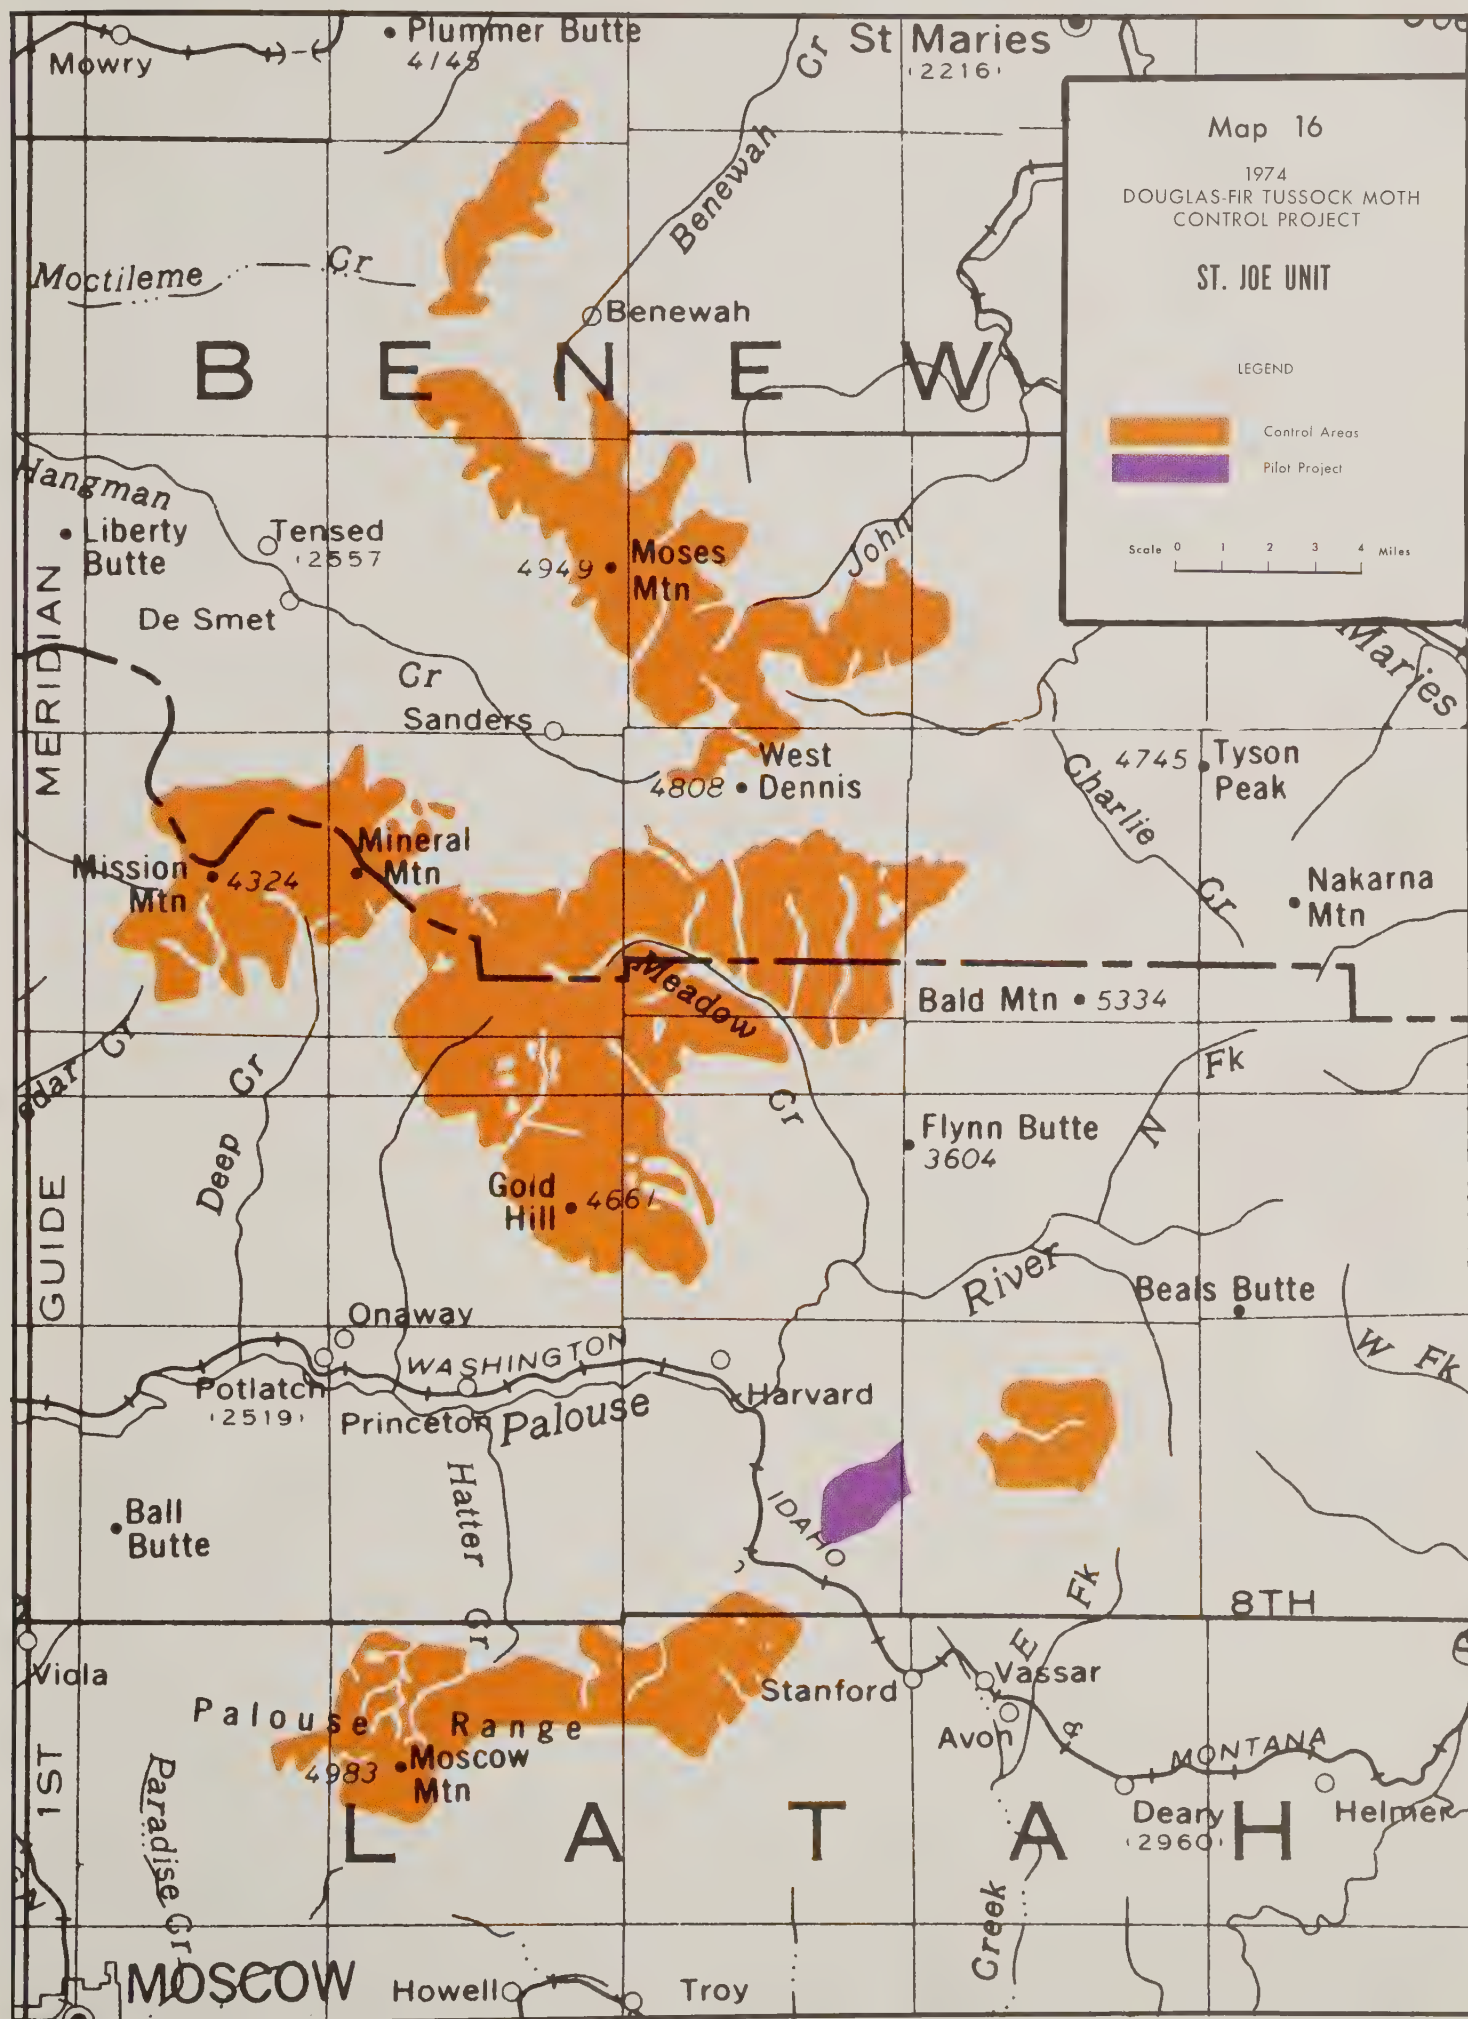 Mowry
Plummer Butte
4145
Cr
St Maries
(2216)
Map 16
1974
DOUGLAS-FIR TUSSOCK MOTH
CONTROL PROJECT
ST. JOE UNIT
LEGEND
Control Areas
Pilot Project
Scale 0 1 2 3 4 Miles
Benewah
Moctileme Cr
Benewah
B E N E W
Hangman
Liberty
Butte
Tensed
(2557
De Smet
4949
Moses
Mtn
John
MERIDIAN
Cr
Sanders
Maries
West
4808 Dennis
4745 Tyson
Peak
Charlie
Cr
Mineral
Mtn
Mission
Mtn
4324
Nakarna
Mtn
Meadow
Bald Mtn 5334
edar Cr
Deep Cr
Cr
Fk
N
Flynn Butte
3604
Gold
Hill
4661
GUIDE
River
Beals Butte
Onaway
WASHINGTON
W Fk
Potlatch
(2519)
Princeton
Palouse
Harvard
Hatter
IDAHO
Ball
Butte
Fk
8TH
Cr
E
Viola
Palouse Range
Stanford
Vassar
Avon
&
MONTANA
4983
Moscow
Mtn
1ST
Paradise Cr
L A T A H
Deary
(2960)
Helmer
Creek
MOSCOW
Howell
Troy